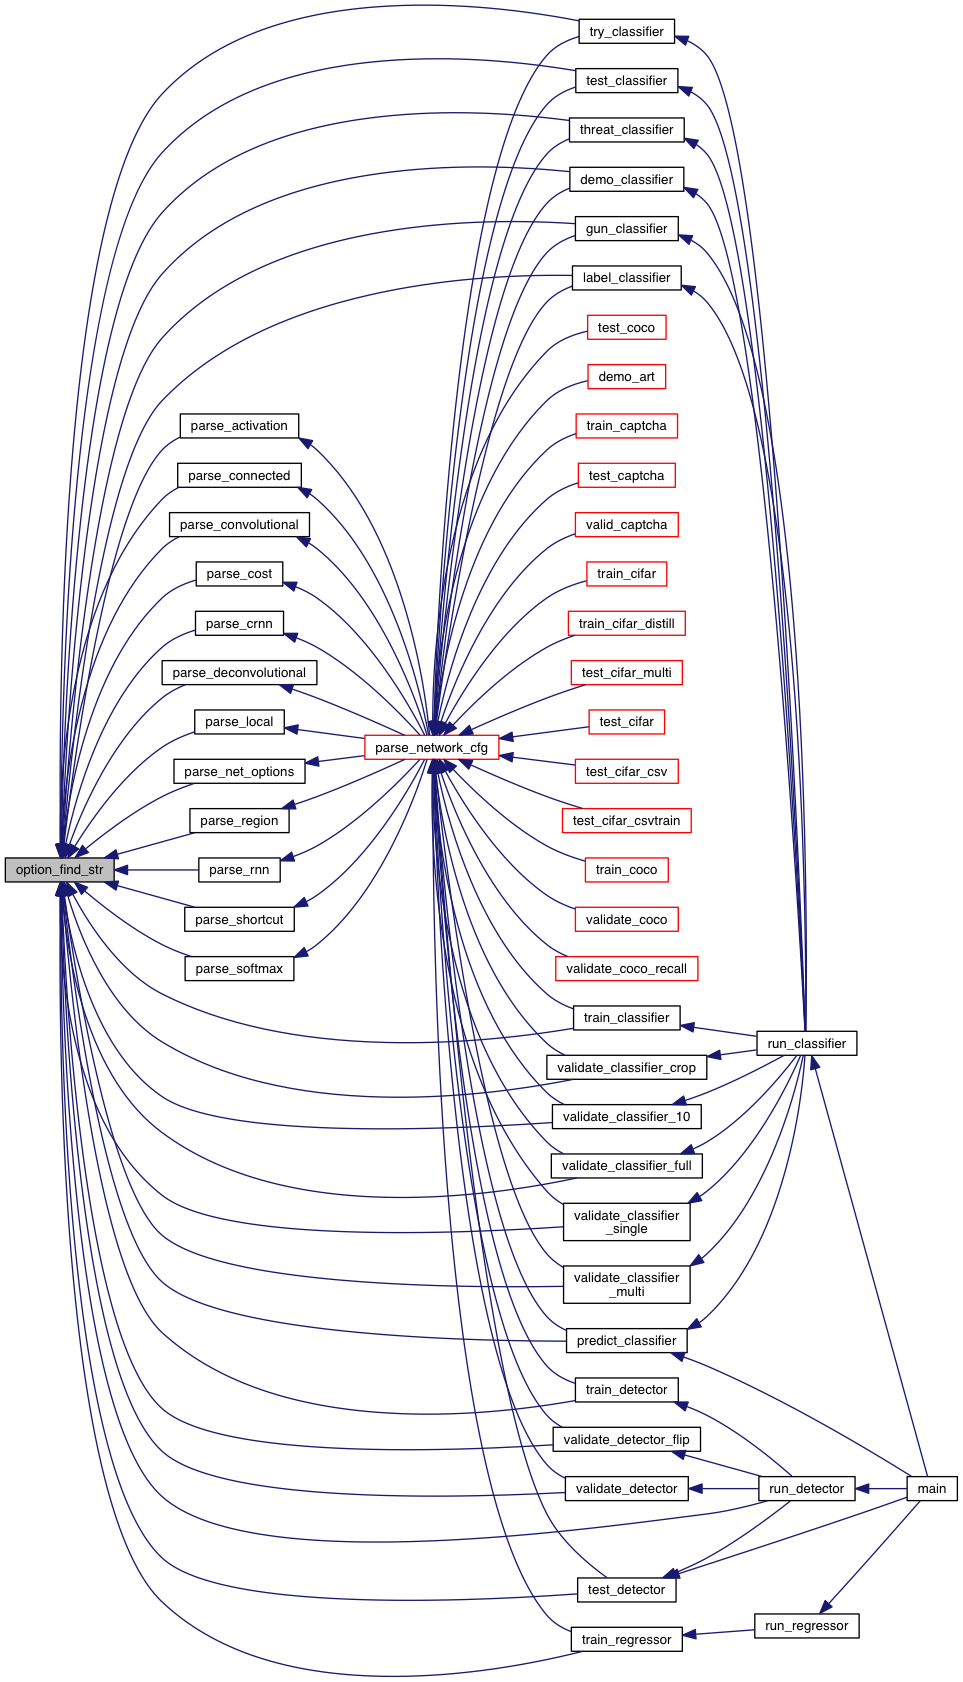 try_classifier
test_classifier
threat_classifier
demo_classifier
gun_classifier
label_classifier
test_coco
demo_art
train_captcha
test_captcha
valid_captcha
train_cifar
train_cifar_distill
test_cifar_multi
test_cifar
test_cifar_csv
test_cifar_csvtrain
train_coco
validate_coco
validate_coco_recall
parse_activation
parse_connected
parse_convolutional
parse_cost
parse_crnn
parse_deconvolutional
parse_local
parse_net_options
parse_region
parse_rnn
parse_shortcut
parse_softmax
parse_network_cfg
option_find_str
train_classifier
validate_classifier_crop
validate_classifier_10
validate_classifier_full
validate_classifier
_single
validate_classifier
_multi
predict_classifier
train_detector
validate_detector_flip
validate_detector
test_detector
train_regressor
run_classifier
run_detector
run_regressor
main